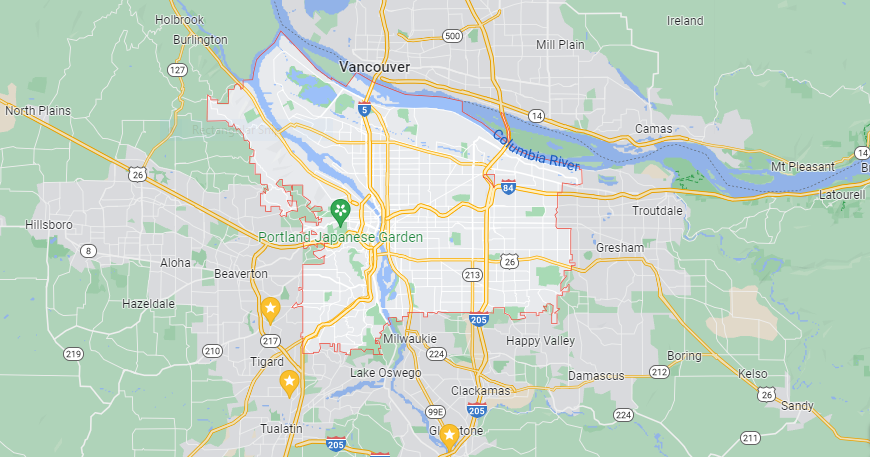 Holbrook
Ireland
Burlington
500
Mill Plain
Vancouver
127
5
North Plains
14
Camas
Columbia River
14
Mt Pleasant
26
84
Latourell
Troutdale
Hillsboro
Portland Japanese Garden
8
Gresham
Aloha
26
Beaverton
213
Hazeldale
205
217
Milwaukie
Happy Valley
219
210
224
Boring
Tigard
Lake Oswego
212
Kelso
Damascus
Clackamas
26
Sandy
99E
205
224
Tualatin
211
205